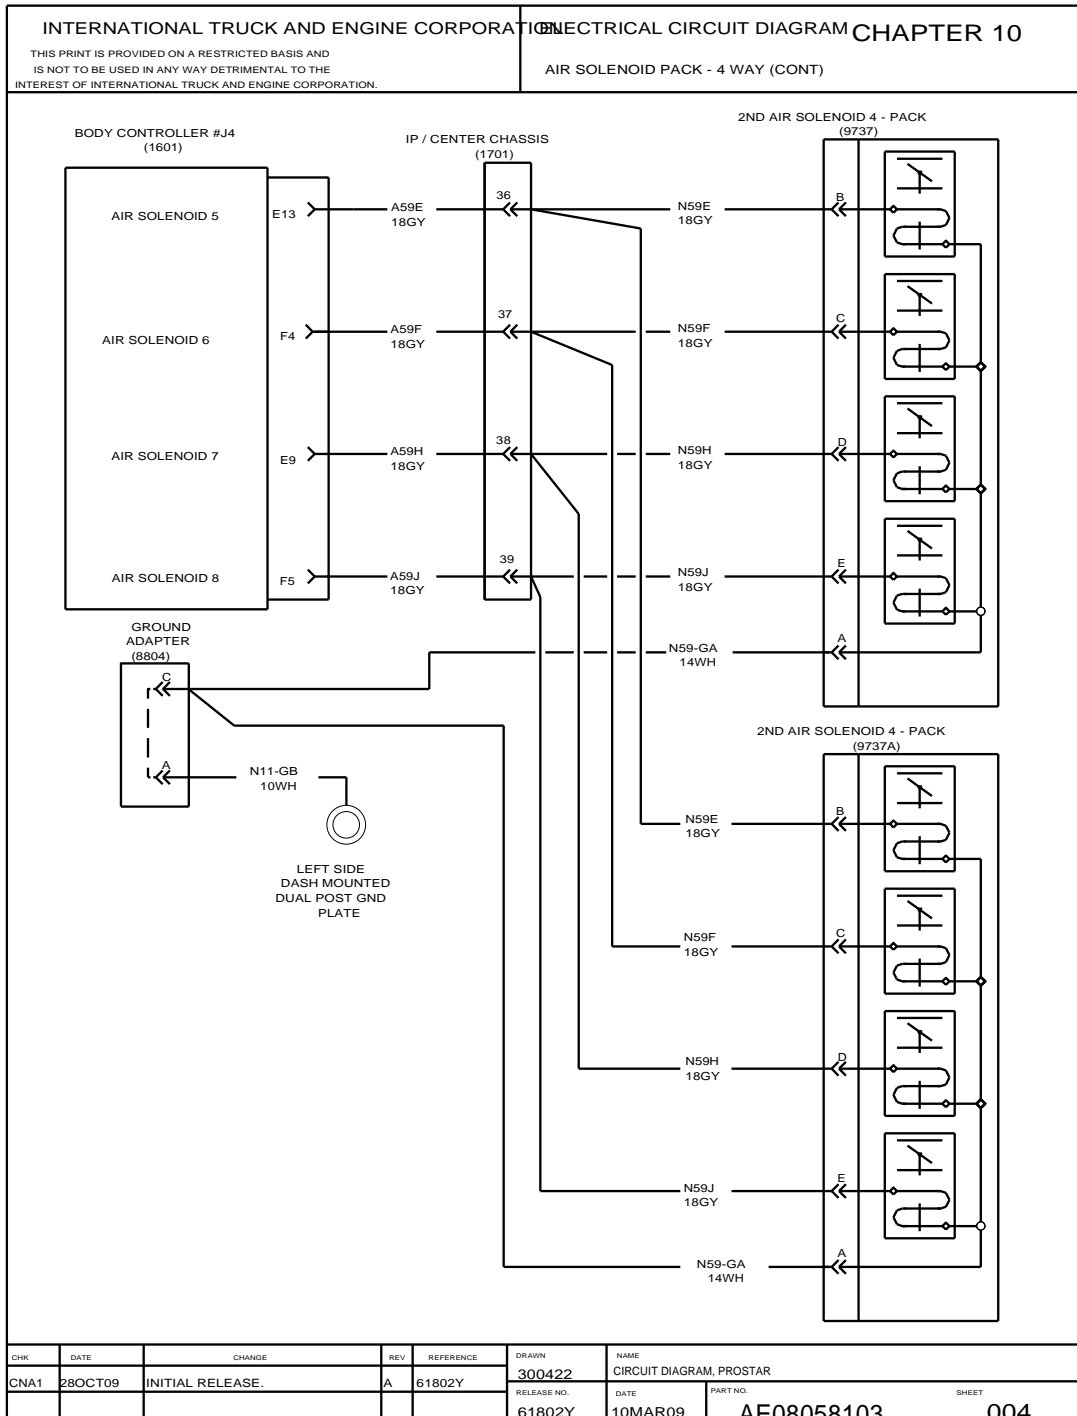 INTERNATIONAL TRUCK AND ENGINE CORPORATION
THIS PRINT IS PROVIDED ON A RESTRICTED BASIS AND
IS NOT TO BE USED IN ANY WAY DETRIMENTAL TO THE
INTEREST OF INTERNATIONAL TRUCK AND ENGINE CORPORATION.
ELECTRICAL CIRCUIT DIAGRAM
CHAPTER 10
AIR SOLENOID PACK - 4 WAY (CONT)
BODY CONTROLLER #J4
(1601)
IP / CENTER CHASSIS
(1701)
2ND AIR SOLENOID 4 - PACK
(9737)
AIR SOLENOID 5
E13
A59E
18GY
36
N59E
18GY
B
AIR SOLENOID 6
F4
A59F
18GY
37
N59F
18GY
C
AIR SOLENOID 7
E9
A59H
18GY
38
N59H
18GY
D
AIR SOLENOID 8
F5
A59J
18GY
39
N59J
18GY
E
GROUND
ADAPTER
(8804)
C
N59-GA
14WH
A
A
N11-GB
10WH
LEFT SIDE
DASH MOUNTED
DUAL POST GND
PLATE
2ND AIR SOLENOID 4 - PACK
(9737A)
N59E
18GY
B
N59F
18GY
C
N59H
18GY
D
N59J
18GY
E
N59-GA
14WH
A
CHK DATE CHANGE REV REFERENCE
CNA1 28OCT09 INITIAL RELEASE. A 61802Y
DRAWN
300422
NAME
CIRCUIT DIAGRAM, PROSTAR
RELEASE NO.
61802Y
DATE
10MAR09
PART NO.
AE08058103
SHEET
004